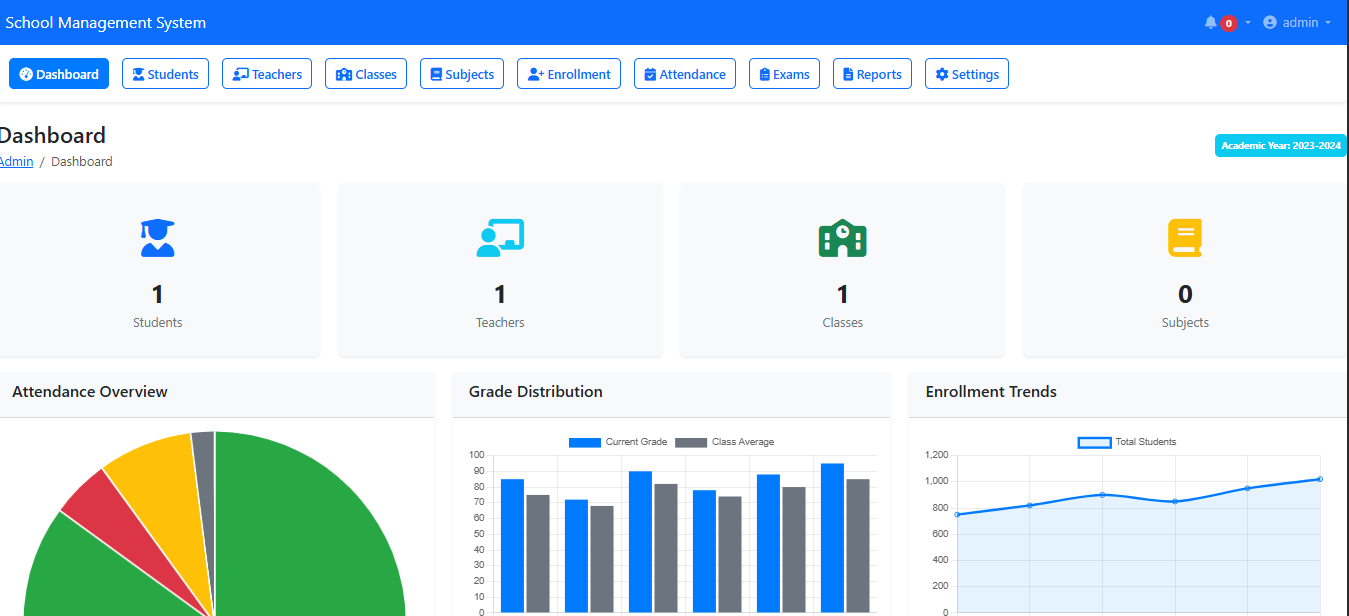 School Management System 0 admin
Dashboard Students Teachers Classes Subjects Enrollment Attendance Exams Reports Settings
Dashboard
Academic Year: 2023-2024
Admin / Dashboard
1 1 1 0
Students Teachers Classes Subjects
Attendance Overview Grade Distribution Enrollment Trends
Current Grade Class Average
100
90
80
70
60
50
40
30
20
10
0
Total Students
1,200
1,000
800
600
400
200
0